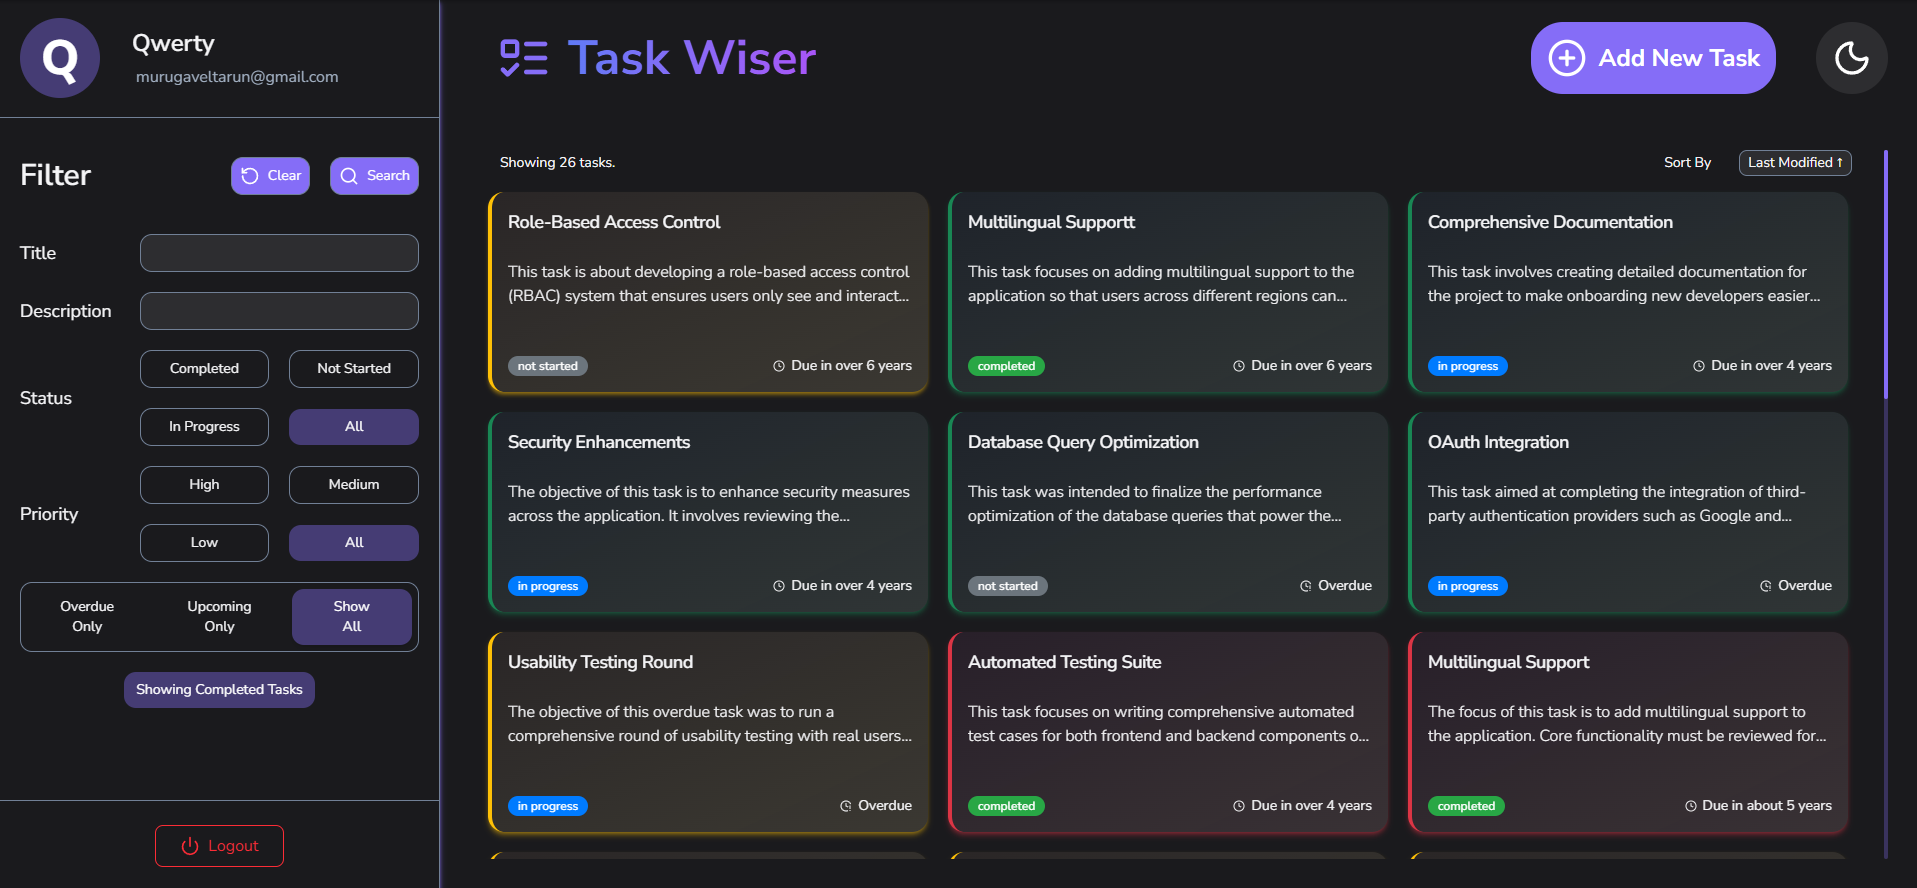 Q
Qwerty
murugaveltarun@gmail.com
Filter
Clear
Search
Title
Description
Status
Completed
Not Started
In Progress
All
Priority
High
Medium
Low
All
Overdue
Only
Upcoming
Only
Show
All
Showing Completed Tasks
Logout
Task Wiser
Add New Task
Showing 26 tasks.
Sort By
Last Modified ↑
Role-Based Access Control
This task is about developing a role-based access control
(RBAC) system that ensures users only see and interact...
not started
Due in over 6 years
Multilingual Supportt
This task focuses on adding multilingual support to the
application so that users across different regions can...
completed
Due in over 6 years
Comprehensive Documentation
This task involves creating detailed documentation for
the project to make onboarding new developers easier...
in progress
Due in over 4 years
Security Enhancements
The objective of this task is to enhance security measures
across the application. It involves reviewing the...
in progress
Due in over 4 years
Database Query Optimization
This task was intended to finalize the performance
optimization of the database queries that power the...
not started
Overdue
OAuth Integration
This task aimed at completing the integration of third-
party authentication providers such as Google and...
in progress
Overdue
Usability Testing Round
The objective of this overdue task was to run a
comprehensive round of usability testing with real users...
in progress
Overdue
Automated Testing Suite
This task focuses on writing comprehensive automated
test cases for both frontend and backend components o...
completed
Due in over 4 years
Multilingual Support
The focus of this task is to add multilingual support to
the application. Core functionality must be reviewed for...
completed
Due in about 5 years